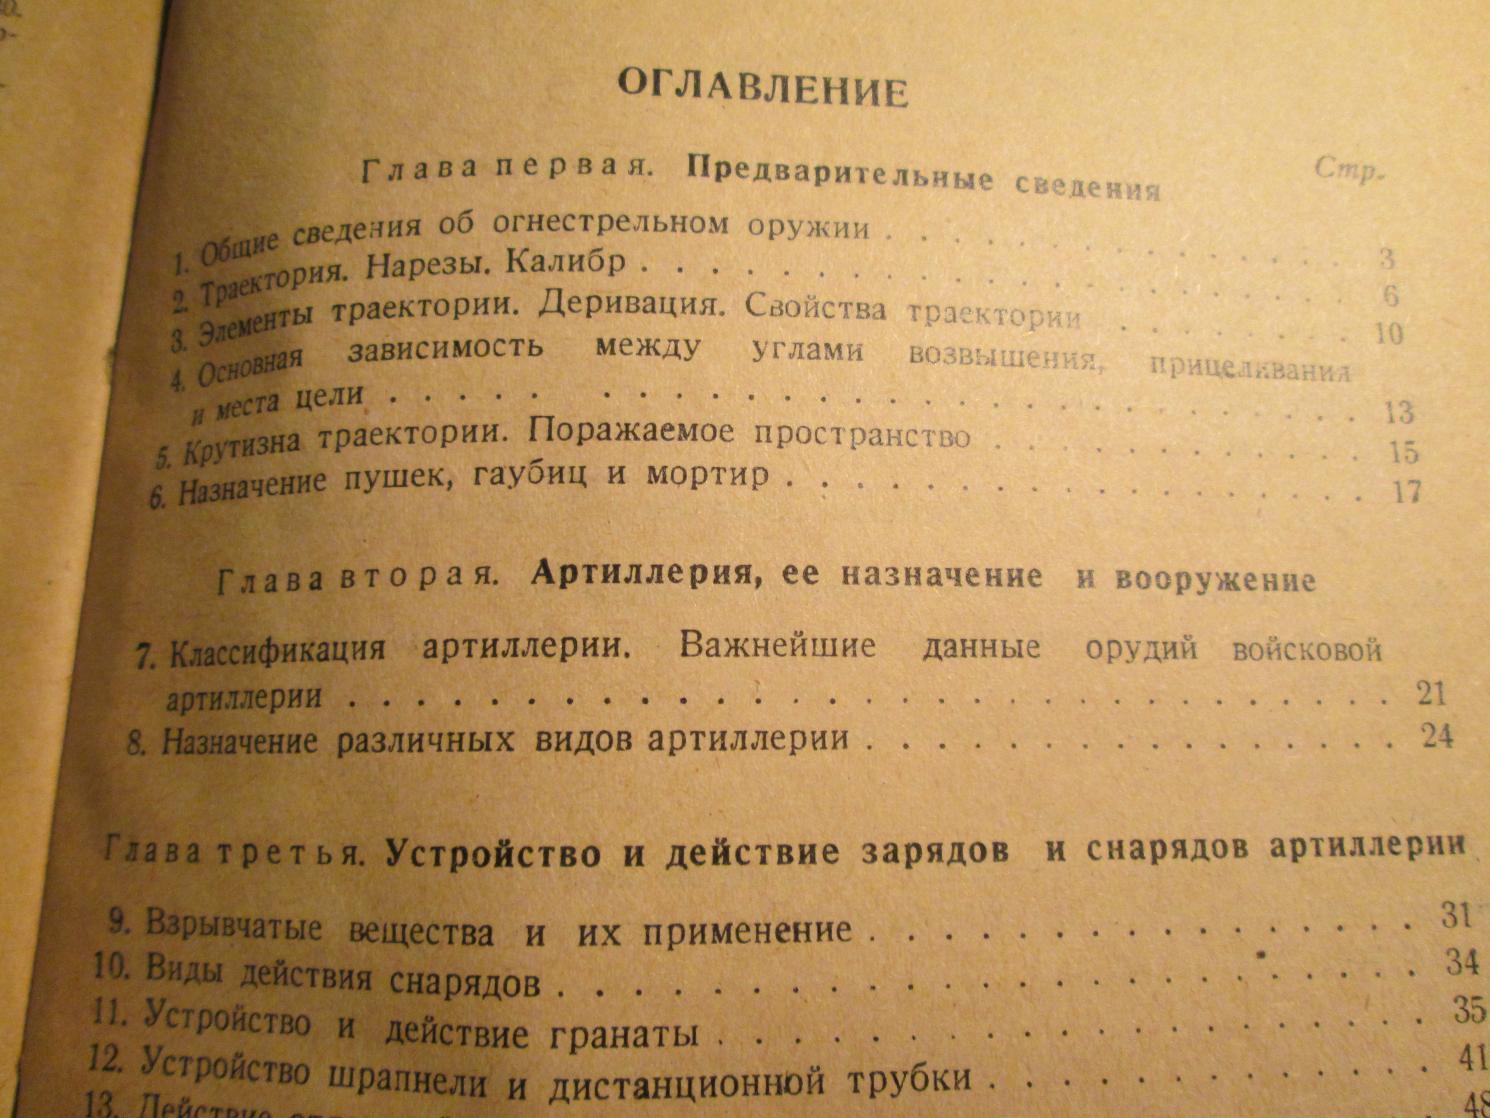 ОГЛАВЛЕНИЕ
Стр.
Глава первая. Предварительные сведения
1. Общие сведения об огнестрельном оружии . . . . . . . . . . . . 3
2. Траектория. Нарезы. Калибр . . . . . . . . . . . . . . . . . . . 6
3. Элементы траектории. Деривация. Свойства траектории . . . . . . . 10
4. Основная зависимость между углами возвышения, прицеливания
и места цели . . . . . . . . . . . . . . . . . . . . . . . . . . 13
5. Крутизна траектории. Поражаемое пространство . . . . . . . . . . . 15
6. Назначение пушек, гаубиц и мортир . . . . . . . . . . . . . . . . . 17
Глава вторая. Артиллерия, ее назначение и вооружение
7. Классификация артиллерии. Важнейшие данные орудий войсковой
артиллерии . . . . . . . . . . . . . . . . . . . . . . . . . . . . . . 21
8. Назначение различных видов артиллерии . . . . . . . . . . . . . . . 24
Глава третья. Устройство и действие зарядов и снарядов артиллерии
9. Взрывчатые вещества и их применение . . . . . . . . . . . . . . . 31
10. Виды действия снарядов . . . . . . . . . . . . . . . . . . . . . . . 34
11. Устройство и действие гранаты . . . . . . . . . . . . . . . . . . . 35
12. Устройство шрапнели и дистанционной трубки . . . . . . . . . . . . 41
13. Действие 48